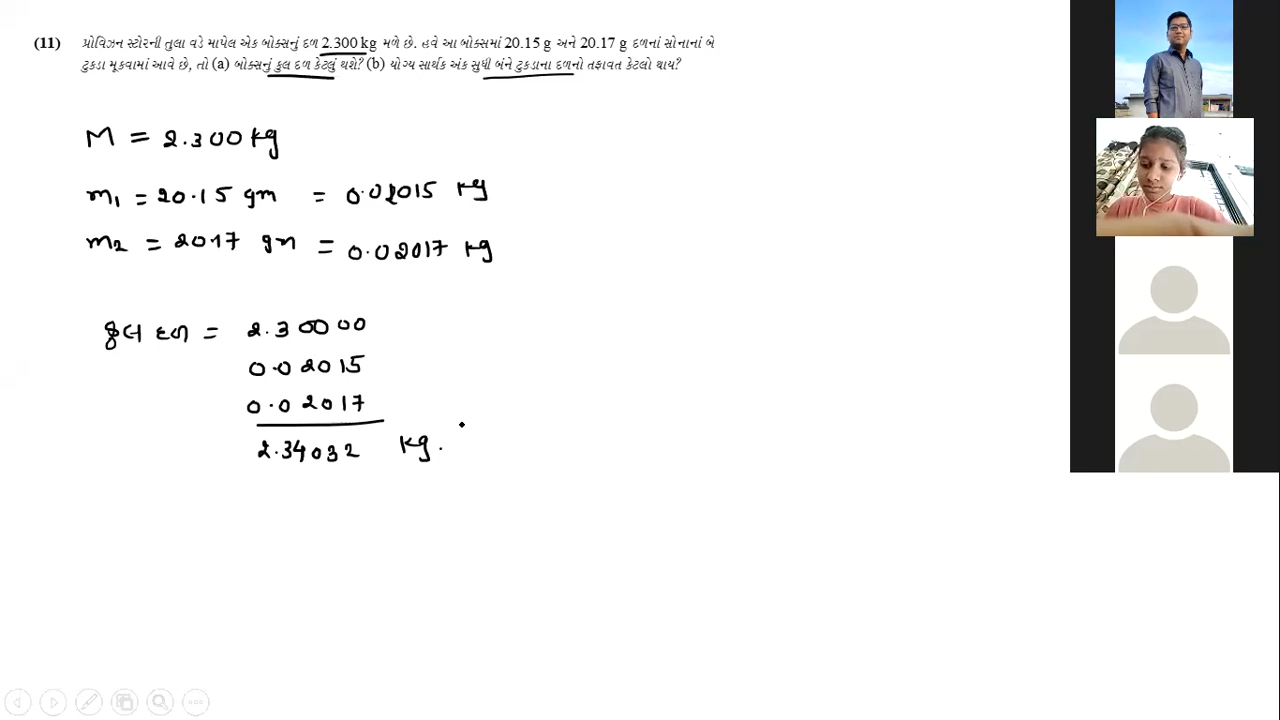 (11) પ્રોવિઝન સ્ટોરની તુલા વડે માપેલ એક બોક્સનું દળ 2.300 kg મળે છે. હવે આ બોક્સમાં 20.15 g અને 20.17 g દળનાં સોનાનાં બે
ટુકડા મૂકવામાં આવે છે, તો (a) બોક્સનું કુલ દળ કેટલું થશે? (b) યોગ્ય સાર્થક અંક સુધી બંને ટુકડાના દળનો તફાવત કેટલો થાય?
M = 2.300 kg
m1 = 20.15 gm = 0.02015 kg
m2 = 20.17 gm = 0.02017 kg
કુલ દળ = 2.30000
0.02015
0.02017
2.34032 kg.